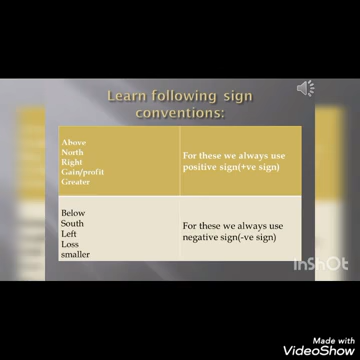 Learn following sign
conventions:
Above
North
Right
Gain/profit
Greater
For these we always use
positive sign(+ve sign)
Below
South
Left
Loss
smaller
For these we always use
negative sign(-ve sign)
InShOt
Made with
VideoShow